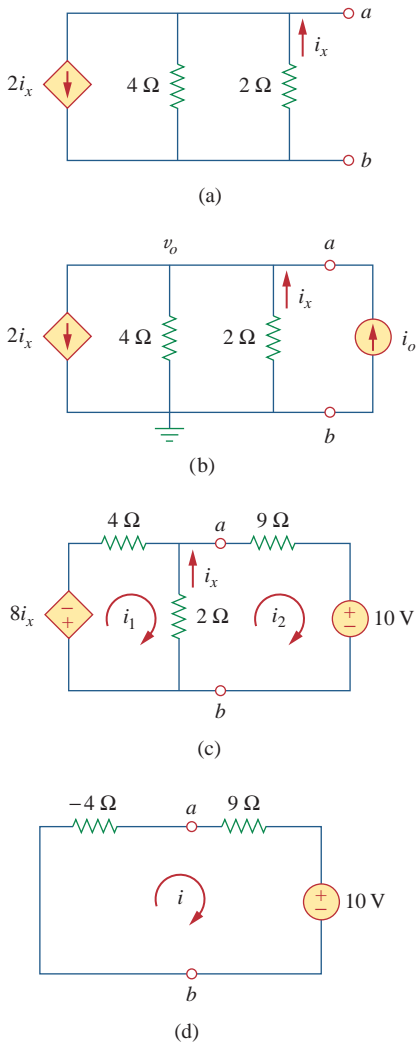 a
i_x
2i_x
4 Ω
2 Ω
b
(a)
v_o
a
i_x
2i_x
4 Ω
2 Ω
i_o
b
(b)
4 Ω
a
9 Ω
i_x
8i_x
− +
i_1
2 Ω
i_2
+ −
10 V
b
(c)
−4 Ω
a
9 Ω
i
+ −
10 V
b
(d)